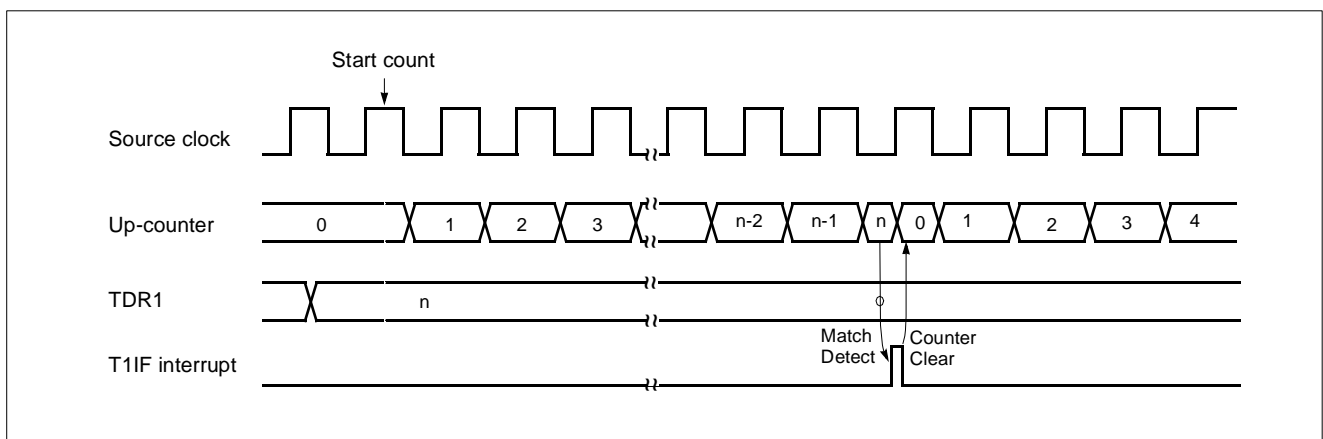 Start count
Source clock
Up-counter 0 1 2 3 n-2 n-1 n 0 1 2 3 4
TDR1 n
Match Detect
Counter Clear
T1IF interrupt